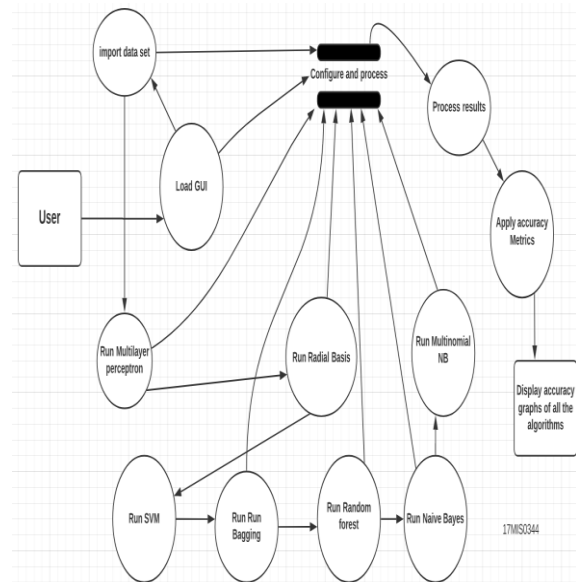 import data set
Configure and process
Process results
Load GUI
User
Apply accuracy
Metrics
Run Multilayer
perceptron
Run Radial Basis
Run Multinomial
NB
Display accuracy
graphs of all the
algorithms
Run SVM
Run Run
Bagging
Run Random
forest
Run Naive Bayes
17MIS0344